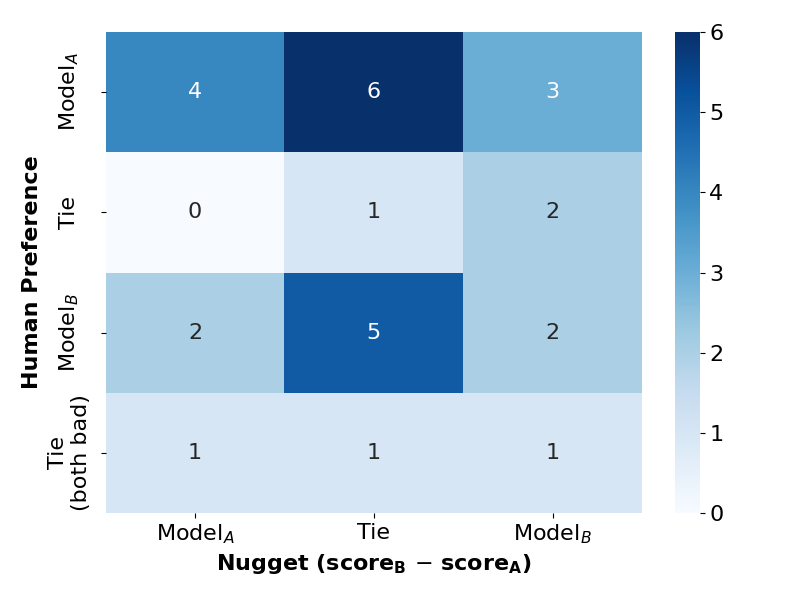 Human Preference
Model_A
4 6 3
Tie
0 1 2
Model_B
2 5 2
Tie
(both bad)
1 1 1
Model_A Tie Model_B
Nugget (score_B − score_A)
6
5
4
3
2
1
0